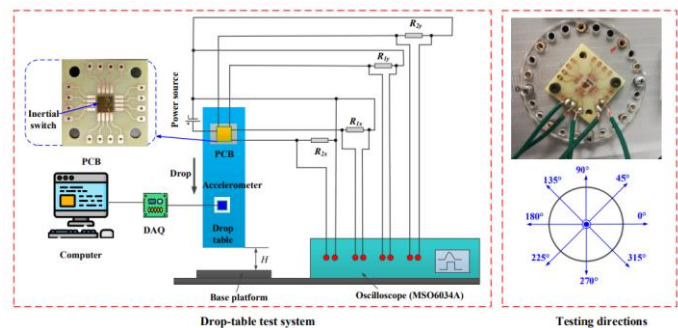 Inertial
switch
PCB
Computer
DAQ
Power source
Drop
PCB
Accelerometer
Drop
table
H
Base platform
R2y
R1y
R1x
R2x
Oscilloscope (MSO6034A)
Drop-table test system
90°
135°
45°
180°
0°
225°
315°
270°
Testing directions